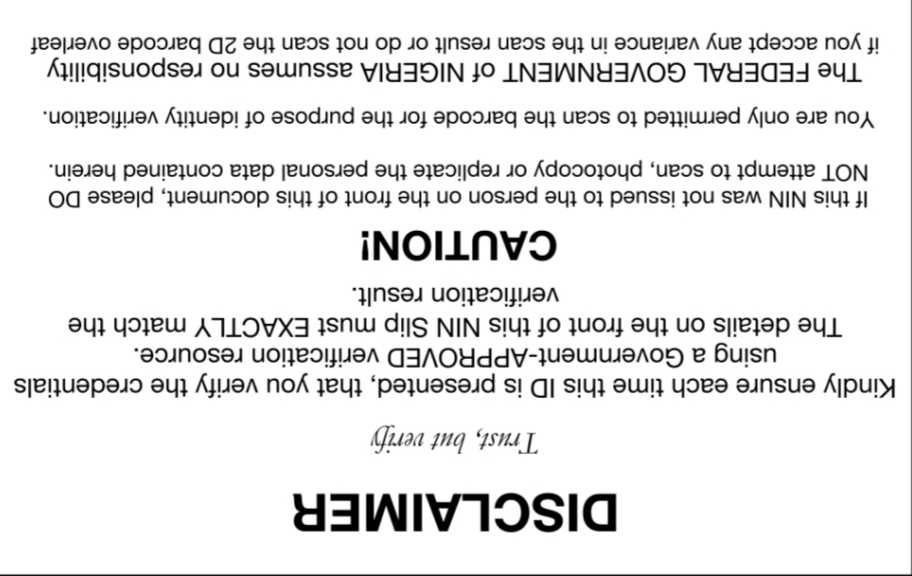 DISCLAIMER
Trust, but verify
Kindly ensure each time this ID is presented, that you verify the credentials
using a Government-APPROVED verification resource.
The details on the front of this NIN Slip must EXACTLY match the
verification result.
CAUTION!
If this NIN was not issued to the person on the front of this document, please DO
NOT attempt to scan, photocopy or replicate the personal data contained herein.
You are only permitted to scan the barcode for the purpose of identity verification.
The FEDERAL GOVERNMENT of NIGERIA assumes no responsibility
if you accept any variance in the scan result or do not scan the 2D barcode overleaf